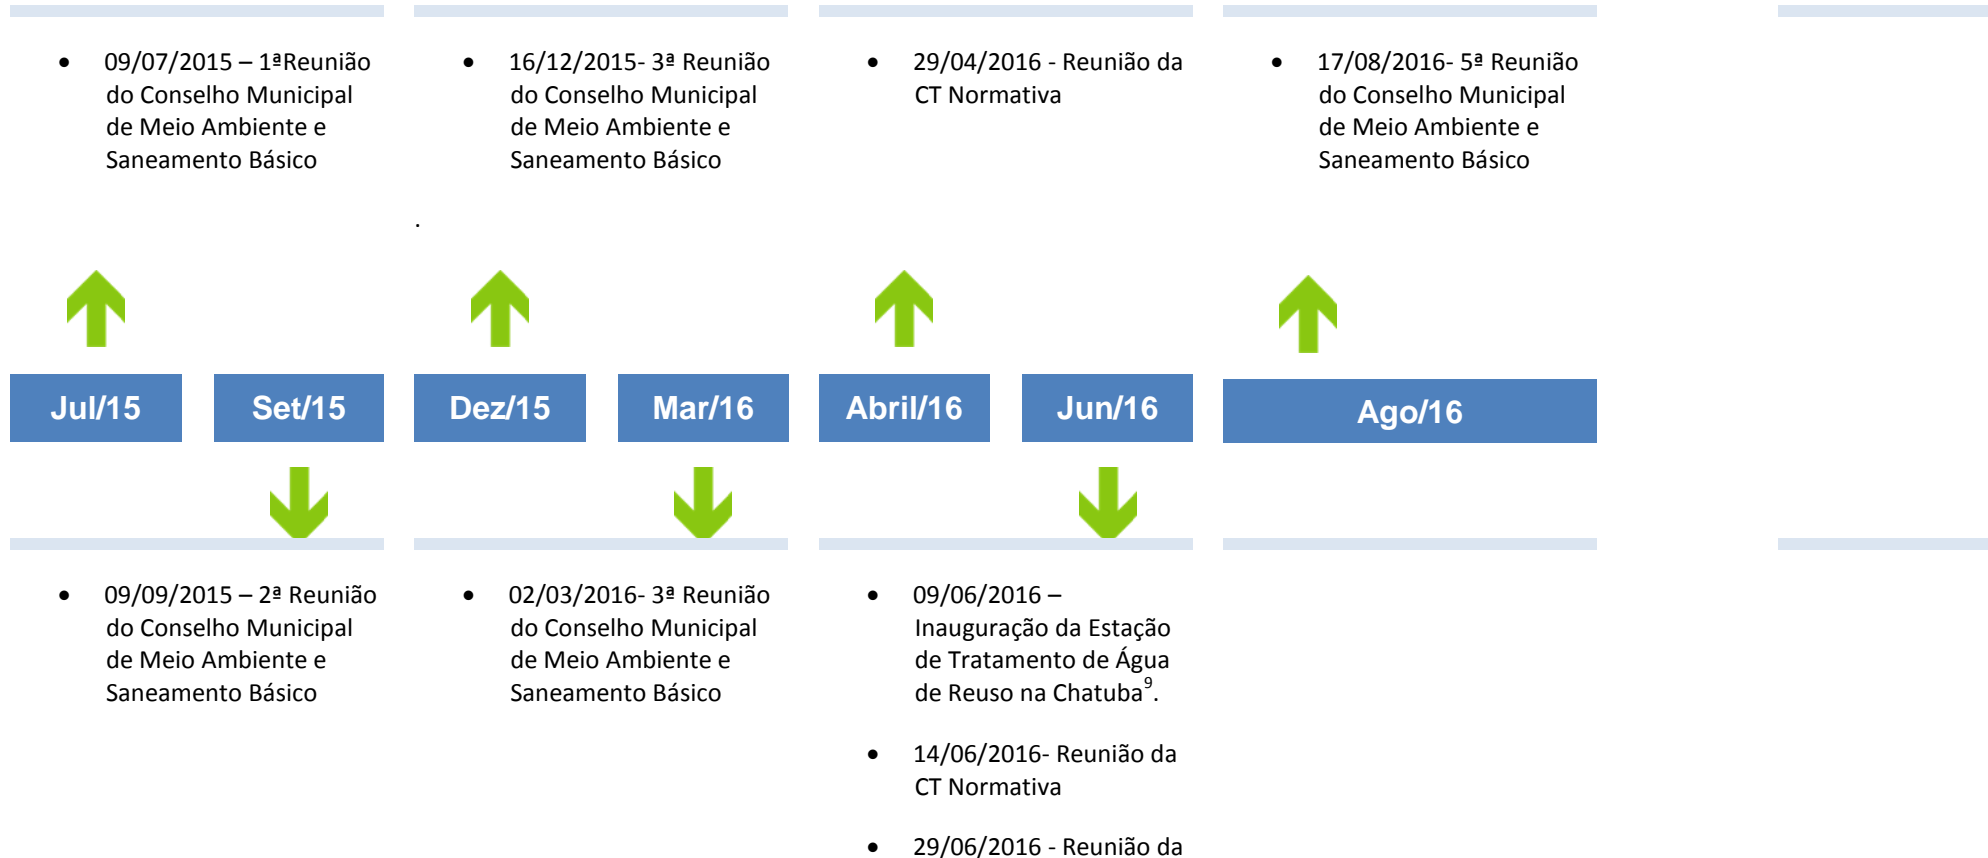 • 09/07/2015 – 1ªReunião
do Conselho Municipal
de Meio Ambiente e
Saneamento Básico
• 16/12/2015- 3ª Reunião
do Conselho Municipal
de Meio Ambiente e
Saneamento Básico
.
• 29/04/2016 - Reunião da
CT Normativa
• 17/08/2016- 5ª Reunião
do Conselho Municipal
de Meio Ambiente e
Saneamento Básico
Jul/15
Set/15
Dez/15
Mar/16
Abril/16
Jun/16
Ago/16
• 09/09/2015 – 2ª Reunião
do Conselho Municipal
de Meio Ambiente e
Saneamento Básico
• 02/03/2016- 3ª Reunião
do Conselho Municipal
de Meio Ambiente e
Saneamento Básico
• 09/06/2016 –
Inauguração da Estação
de Tratamento de Água
de Reuso na Chatuba⁹.
• 14/06/2016- Reunião da
CT Normativa
• 29/06/2016 - Reunião da